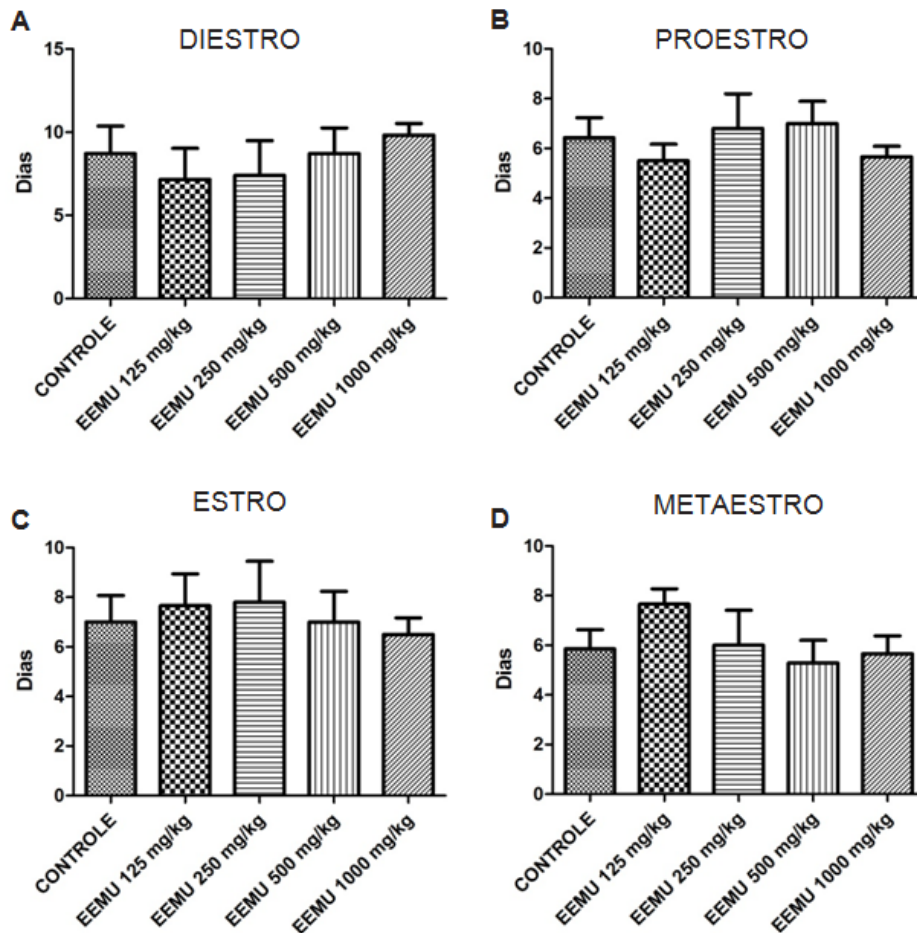 A
DIESTRO
15
10
5
0
Dias
CONTROLE
EEMU 125 mg/kg
EEMU 250 mg/kg
EEMU 500 mg/kg
EEMU 1000 mg/kg
B
PROESTRO
10
8
6
4
2
0
Dias
CONTROLE
EEMU 125 mg/kg
EEMU 250 mg/kg
EEMU 500 mg/kg
EEMU 1000 mg/kg
C
ESTRO
10
8
6
4
2
0
Dias
CONTROLE
EEMU 125 mg/kg
EEMU 250 mg/kg
EEMU 500 mg/kg
EEMU 1000 mg/kg
D
METAESTRO
10
8
6
4
2
0
Dias
CONTROLE
EEMU 125 mg/kg
EEMU 250 mg/kg
EEMU 500 mg/kg
EEMU 1000 mg/kg